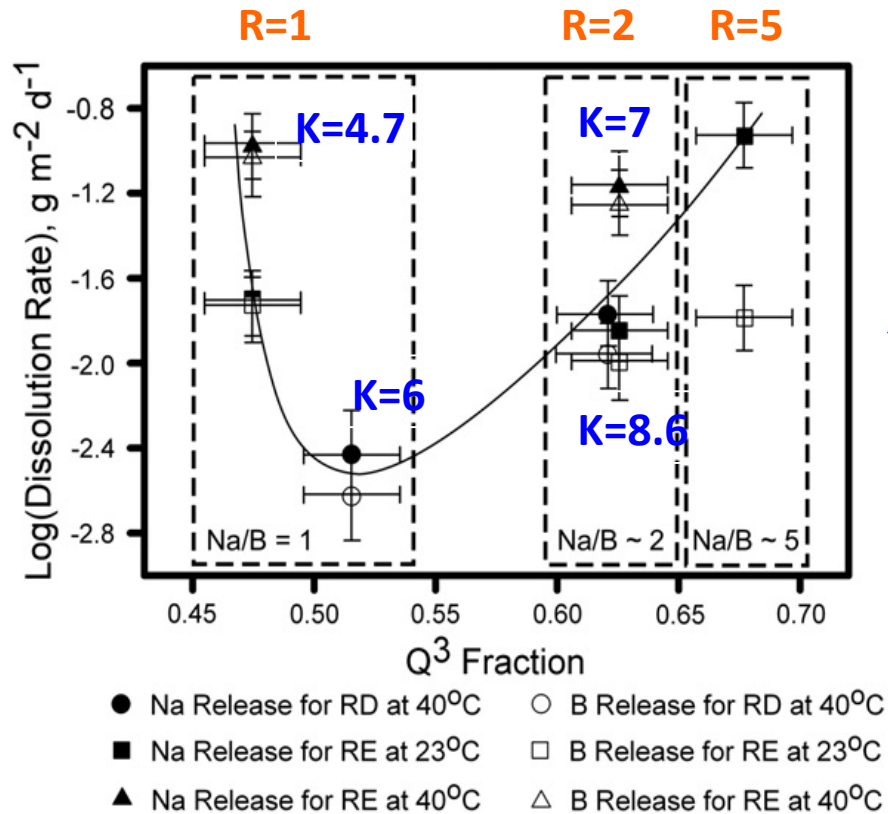 R=1 R=2 R=5
Log(Dissolution Rate), g m-2 d-1
-0.8
-1.2
-1.6
-2.0
-2.4
-2.8
K=4.7 K=7
K=6
K=8.6
Na/B = 1 Na/B ~ 2 Na/B ~ 5
0.45 0.50 0.55 0.60 0.65 0.70
Q3 Fraction
Na Release for RD at 40oC B Release for RD at 40oC
Na Release for RE at 23oC B Release for RE at 23oC
Na Release for RE at 40oC B Release for RE at 40oC